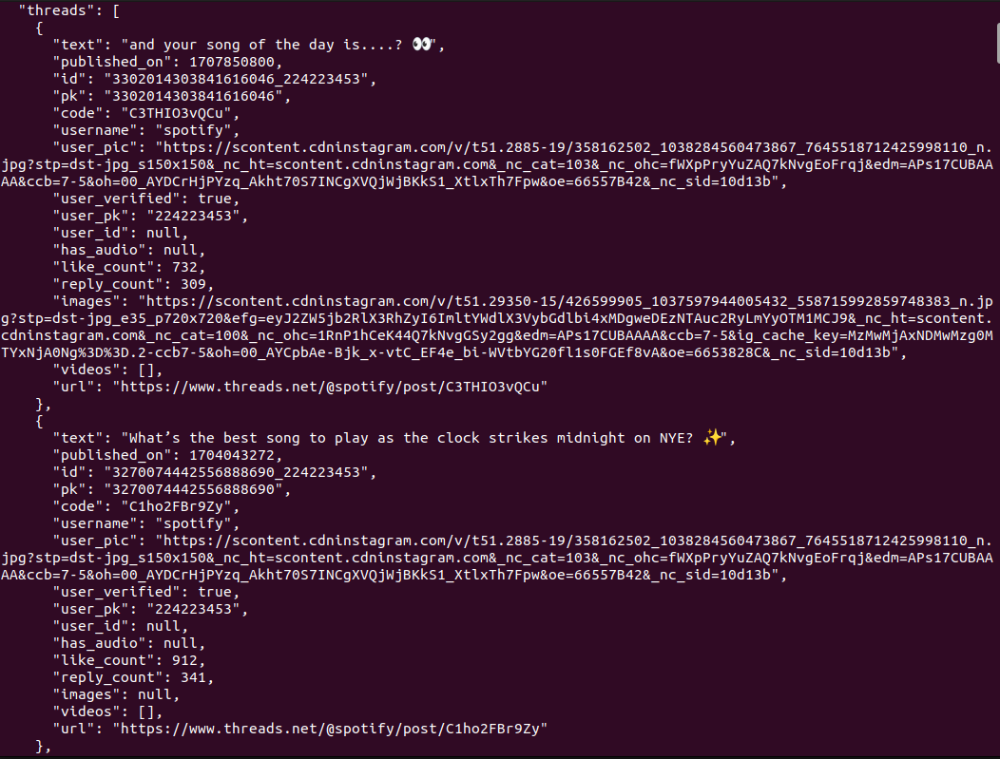 "threads": [
{
"text": "and your song of the day is....? 👀",
"published_on": 1707850800,
"id": "3302014303841616046_224223453",
"pk": "3302014303841616046",
"code": "C3THIO3vQCu",
"username": "spotify",
"user_pic": "https://scontent.cdninstagram.com/v/t51.2885-19/358162502_1038284560473867_7645518712425998110_n.
jpg?stp=dst-jpg_s150x150&_nc_ht=scontent.cdninstagram.com&_nc_cat=103&_nc_ohc=fWXpPryYuZAQ7kNvgEoFrqj&edm=APs17CUBAA
AA&ccb=7-5&oh=00_AYDCrHjPYzq_Akht70S7INCgXVQjWjBKkS1_XtlxTh7Fpw&oe=66557B42&_nc_sid=10d13b",
"user_verified": true,
"user_pk": "224223453",
"user_id": null,
"has_audio": null,
"like_count": 732,
"reply_count": 309,
"images": "https://scontent.cdninstagram.com/v/t51.29350-15/426599905_1037597944005432_558715992859748383_n.jp
g?stp=dst-jpg_e35_p720x720&efg=eyJ2ZW5jb2RlX3RhZyI6ImltYWdlX3VybGdlbi4xMDgweDEzNTAuc2RyLmYyOTM1MCJ9&_nc_ht=scontent.
cdninstagram.com&_nc_cat=100&_nc_ohc=1RnP1hCeK44Q7kNvgGSy2gg&edm=APs17CUBAAAA&ccb=7-5&ig_cache_key=MzMwMjAxNDMwMzg0M
TYxNjA0Ng%3D%3D.2-ccb7-5&oh=00_AYCpbAe-Bjk_x-vtC_EF4e_bi-WVtbYG20fl1s0FGEf8vA&oe=6653828C&_nc_sid=10d13b",
"videos": [],
"url": "https://www.threads.net/@spotify/post/C3THIO3vQCu"
},
{
"text": "What’s the best song to play as the clock strikes midnight on NYE? ✨",
"published_on": 1704043272,
"id": "3270074442556888690_224223453",
"pk": "3270074442556888690",
"code": "C1ho2FBr9Zy",
"username": "spotify",
"user_pic": "https://scontent.cdninstagram.com/v/t51.2885-19/358162502_1038284560473867_7645518712425998110_n.
jpg?stp=dst-jpg_s150x150&_nc_ht=scontent.cdninstagram.com&_nc_cat=103&_nc_ohc=fWXpPryYuZAQ7kNvgEoFrqj&edm=APs17CUBAA
AA&ccb=7-5&oh=00_AYDCrHjPYzq_Akht70S7INCgXVQjWjBKkS1_XtlxTh7Fpw&oe=66557B42&_nc_sid=10d13b",
"user_verified": true,
"user_pk": "224223453",
"user_id": null,
"has_audio": null,
"like_count": 912,
"reply_count": 341,
"images": null,
"videos": [],
"url": "https://www.threads.net/@spotify/post/C1ho2FBr9Zy"
},